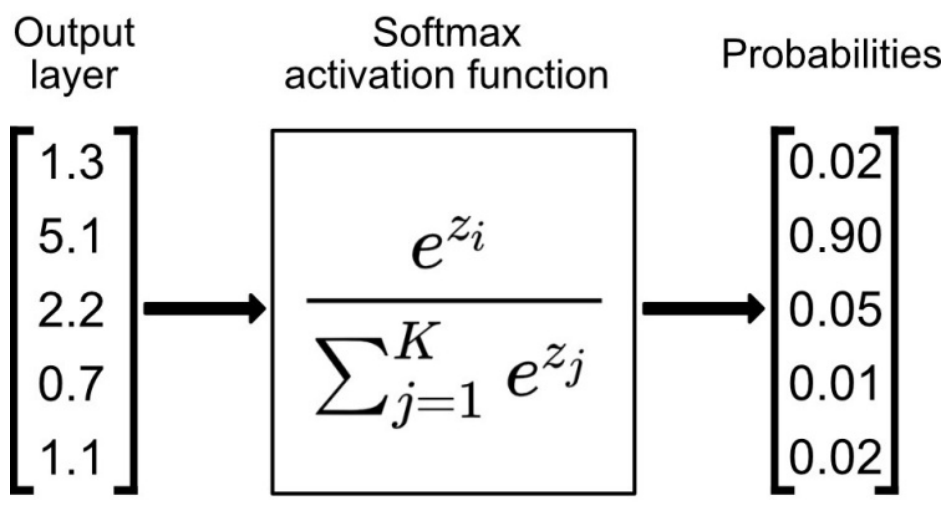 Output
layer
Softmax
activation function
Probabilities
1.3
5.1
2.2
0.7
1.1
e^{z_i}
∑_{j=1}^{K} e^{z_j}
0.02
0.90
0.05
0.01
0.02